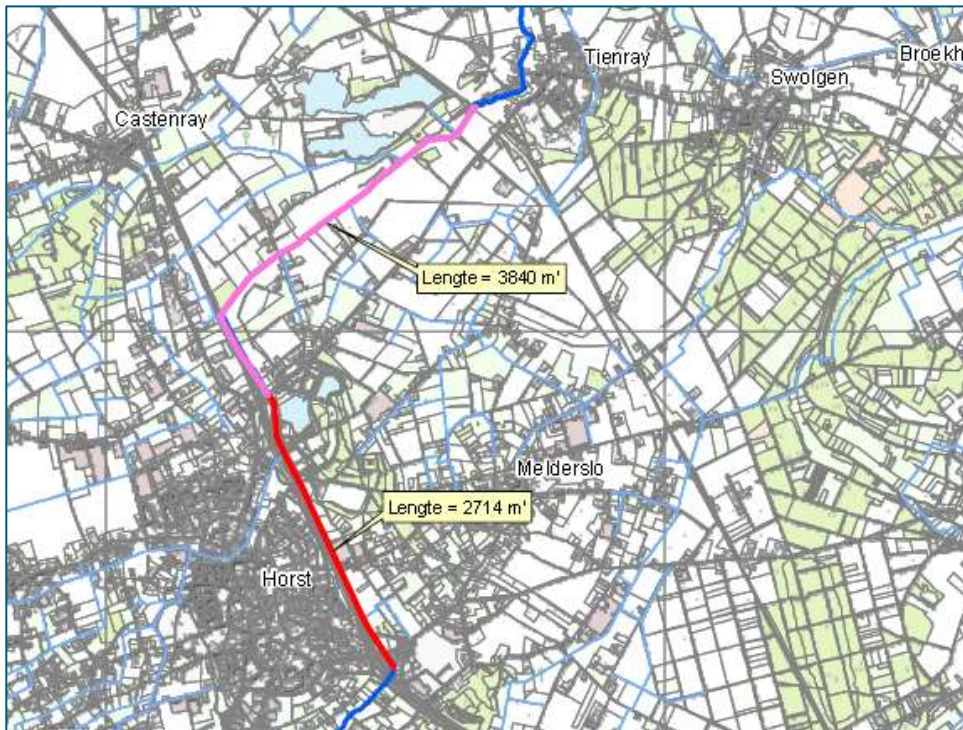 Tienray
Broekh
Swolgen
Castenray
Lengte = 3840 m'
Melderslo
Lengte = 2714 m'
Horst